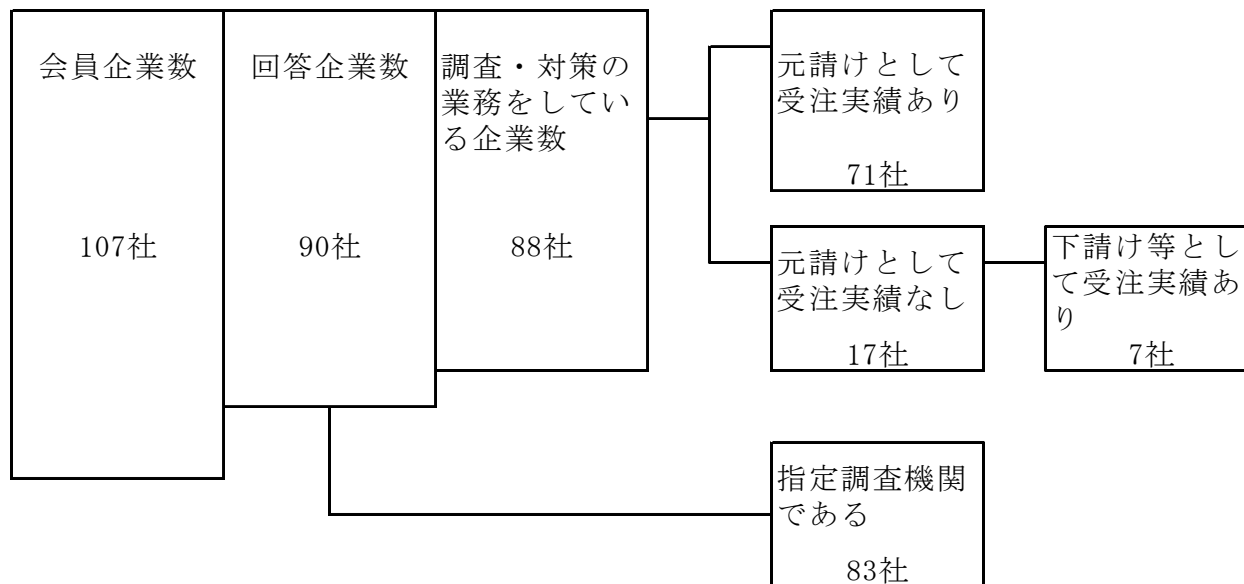 会員企業数
107社
回答企業数
90社
調査・対策の
業務をしてい
る企業数
88社
元請けとして
受注実績あり
71社
元請けとして
受注実績なし
17社
下請け等とし
て受注実績あ
り
7社
指定調査機関
である
83社